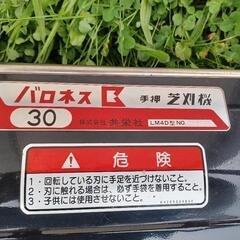 バロネス B 手押 芝刈機
30 株式会社 共栄社 LM4D型 NO.
⚠ 危険
1・回転している刃に手足を近づけないこと。
2・刃に触れる場合は、必ず手袋を着用すること。
3・子供には使用させないこと。